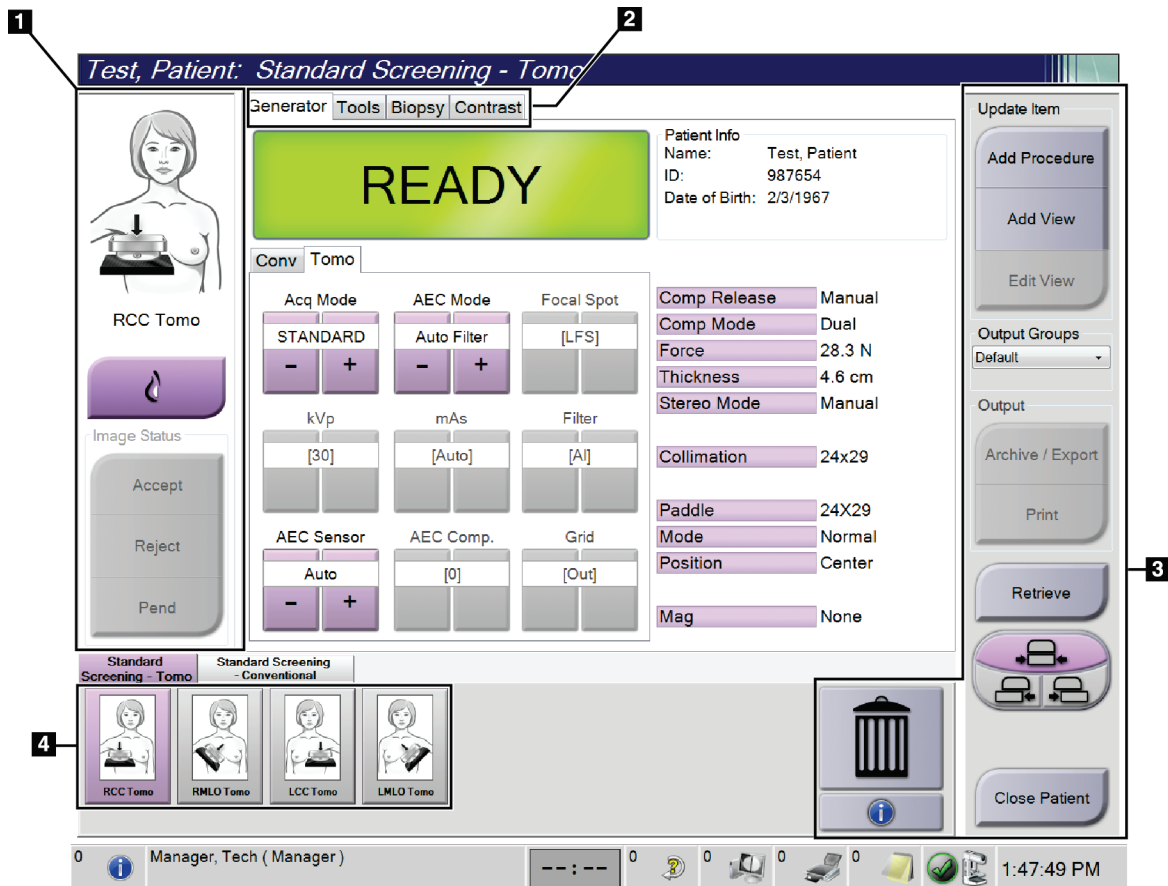 1
2
Test, Patient: Standard Screening - Tomo
Generator Tools Biopsy Contrast
READY
Patient Info
Name: Test, Patient
ID: 987654
Date of Birth: 2/3/1967
RCC Tomo
Image Status
Accept
Reject
Pend
Conv Tomo
Acq Mode AEC Mode Focal Spot
STANDARD Auto Filter [LFS]
- + - +
kVp mAs Filter
[30] [Auto] [Al]
AEC Sensor AEC Comp. Grid
Auto [0] [Out]
- +
Comp Release Manual
Comp Mode Dual
Force 28.3 N
Thickness 4.6 cm
Stereo Mode Manual
Collimation 24x29
Paddle 24X29
Mode Normal
Position Center
Mag None
Update Item
Add Procedure
Add View
Edit View
Output Groups
Default
Output
Archive / Export
Print
Retrieve
Close Patient
3
Standard
Screening - Tomo
Standard Screening
- Conventional
4
RCC Tomo RMLO Tomo LCC Tomo LMLO Tomo
0 Manager, Tech ( Manager ) --:-- 0 0 0 0 1:47:49 PM